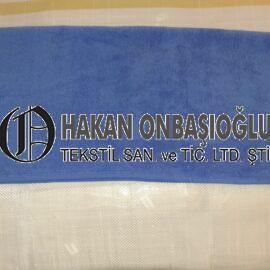 O HAKAN ONBAŞIOĞLU
TEKSTİL SAN. ve TİC. LTD. ŞTİ